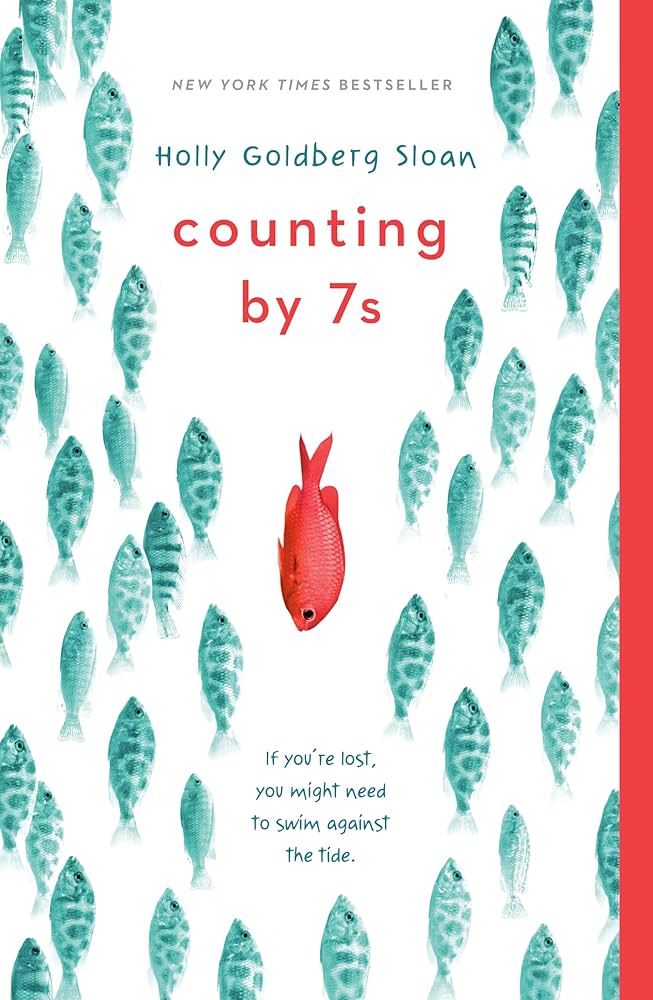 NEW YORK TIMES BESTSELLER
Holly Goldberg Sloan
counting
by 7s
If you're lost,
you might need
to swim against
the tide.